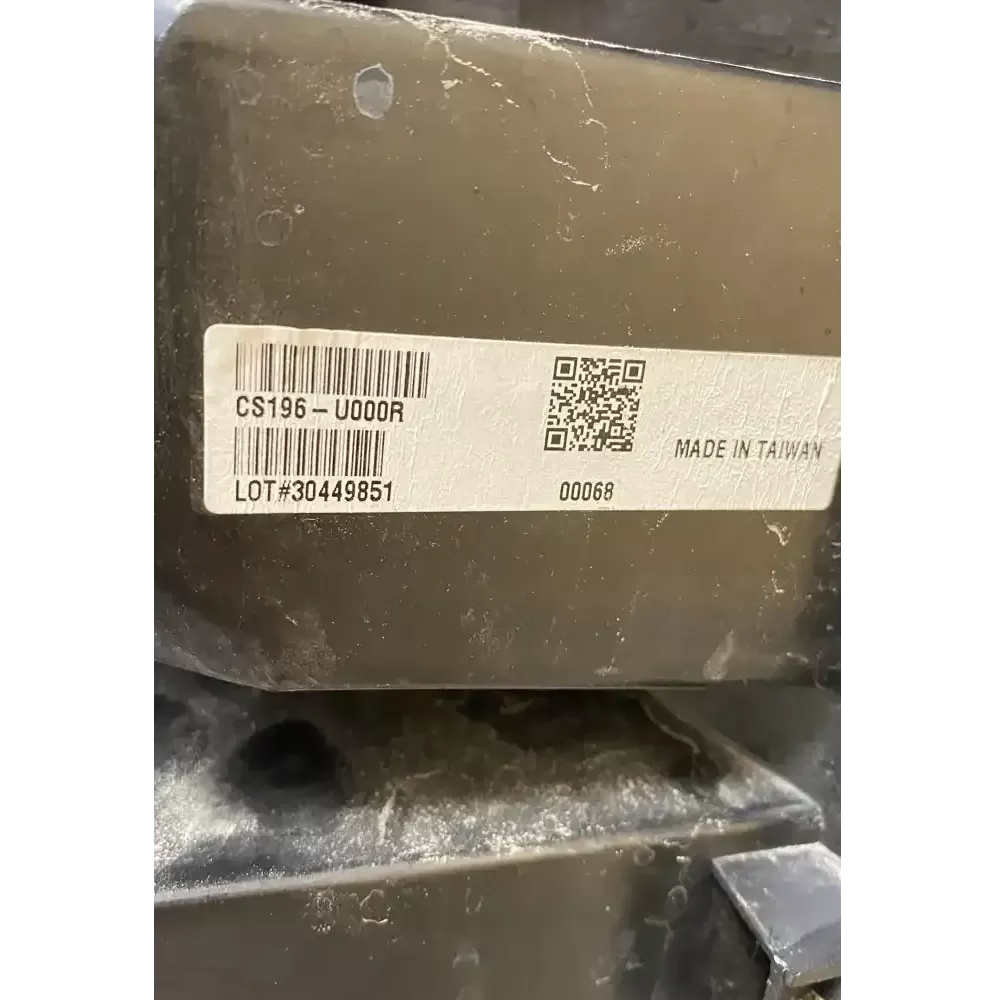 CS196-U000R
LOT#30449851
00068
MADE IN TAIWAN